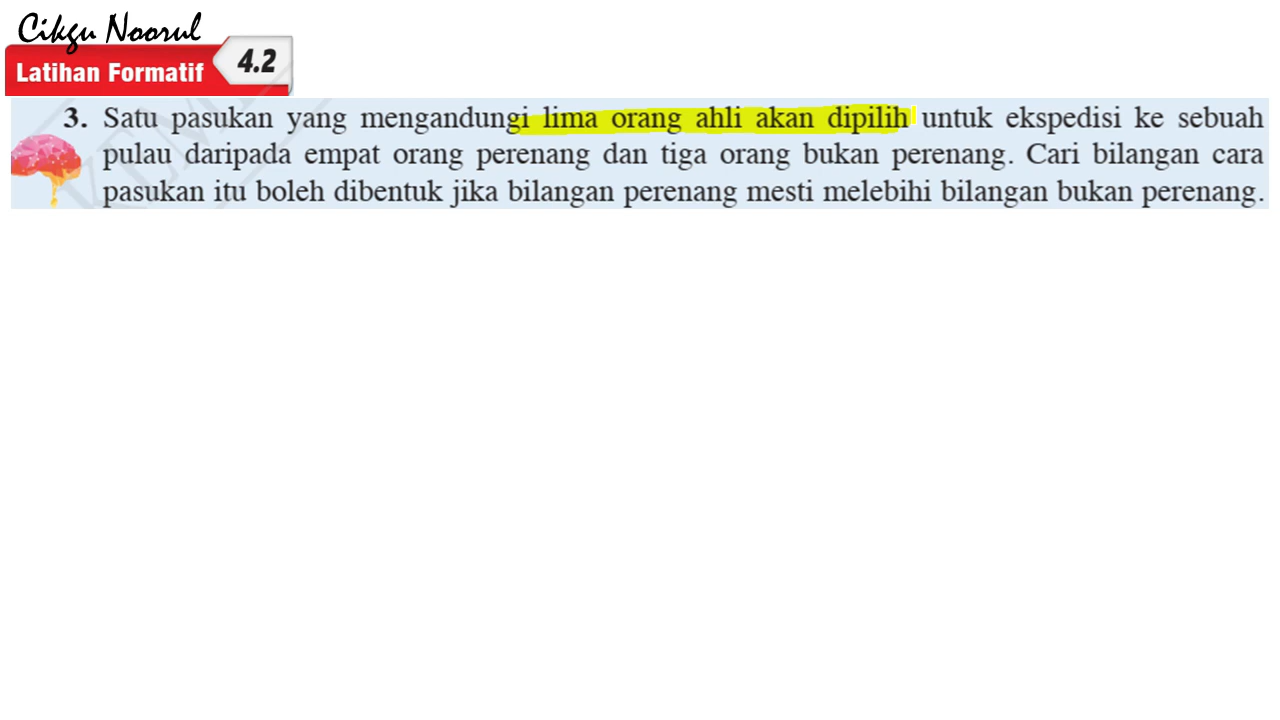 Cikgu Noorul
Latihan Formatif 4.2
3. Satu pasukan yang mengandungi lima orang ahli akan dipilih untuk ekspedisi ke sebuah
pulau daripada empat orang perenang dan tiga orang bukan perenang. Cari bilangan cara
pasukan itu boleh dibentuk jika bilangan perenang mesti melebihi bilangan bukan perenang.